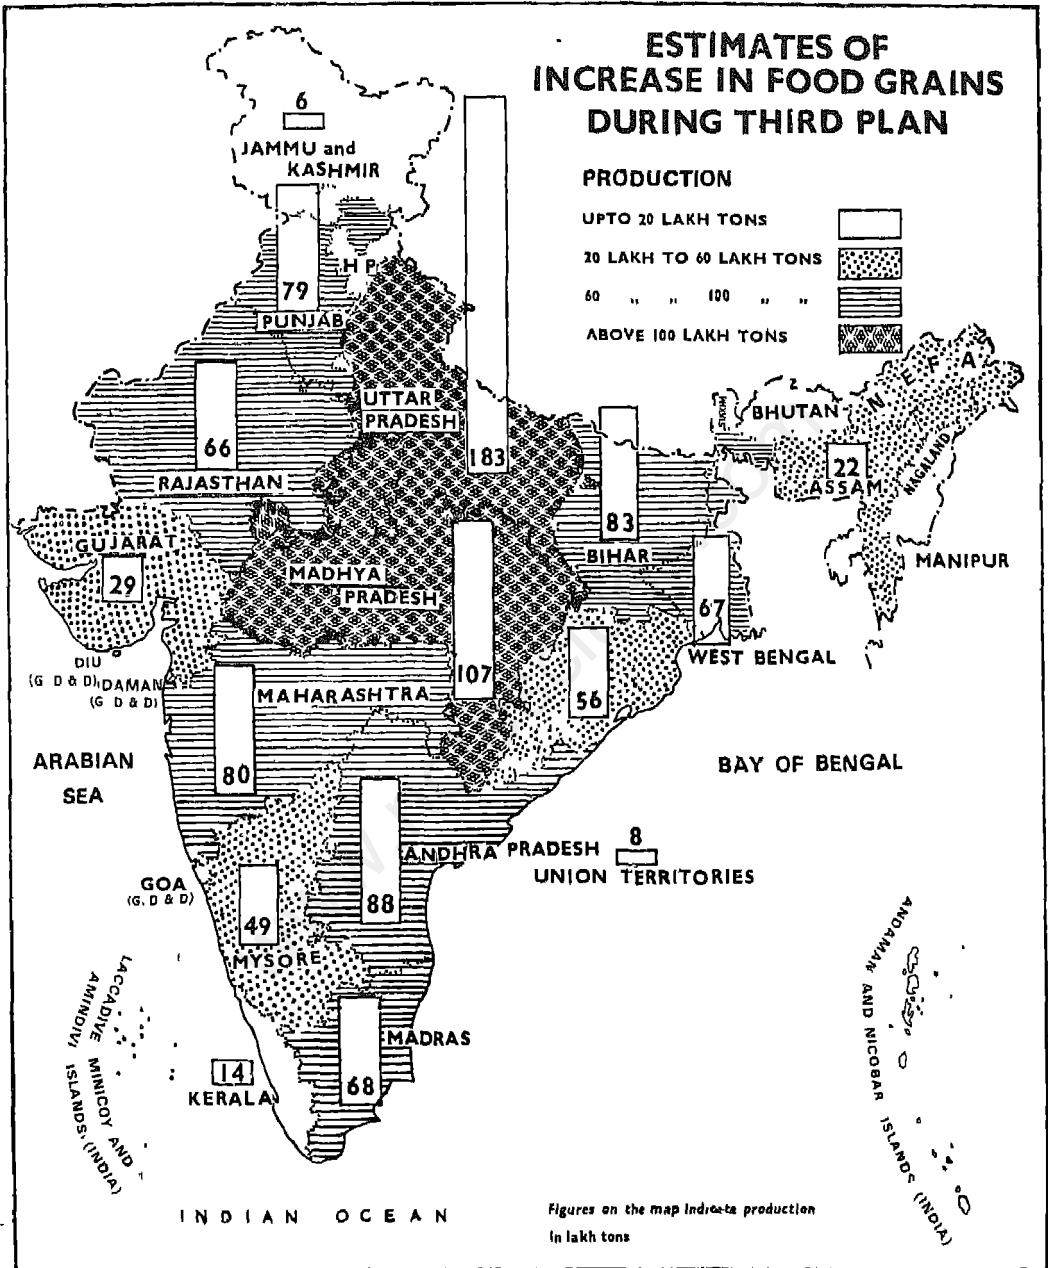 ESTIMATES OF
INCREASE IN FOOD GRAINS
DURING THIRD PLAN
PRODUCTION
UPTO 20 LAKH TONS
20 LAKH TO 60 LAKH TONS
60 „ „ 100 „ „
ABOVE 100 LAKH TONS
6
JAMMU and
KASHMIR
H P
79
PUNJAB
UTTAR
PRADESH
183
66
RAJASTHAN
BHUTAN
N E F A
NAGALAND
22
ASSAM
MANIPUR
83
BIHAR
GUJARAT
29
MADHYA
PRADESH
107
67
WEST BENGAL
DIU
(G D & D)
DAMAN
(G D & D)
MAHARASHTRA
56
80
ARABIAN
SEA
BAY OF BENGAL
ANDHRA PRADESH
88
8
UNION TERRITORIES
GOA
(G. D & D)
49
MYSORE
MADRAS
68
14
KERALA
LACCADIVE MINICOY AND
AMINDIVI ISLANDS, (INDIA)
ANDAMAN AND NICOBAR ISLANDS (INDIA)
INDIAN OCEAN
Figures on the map indicate production
in lakh tons